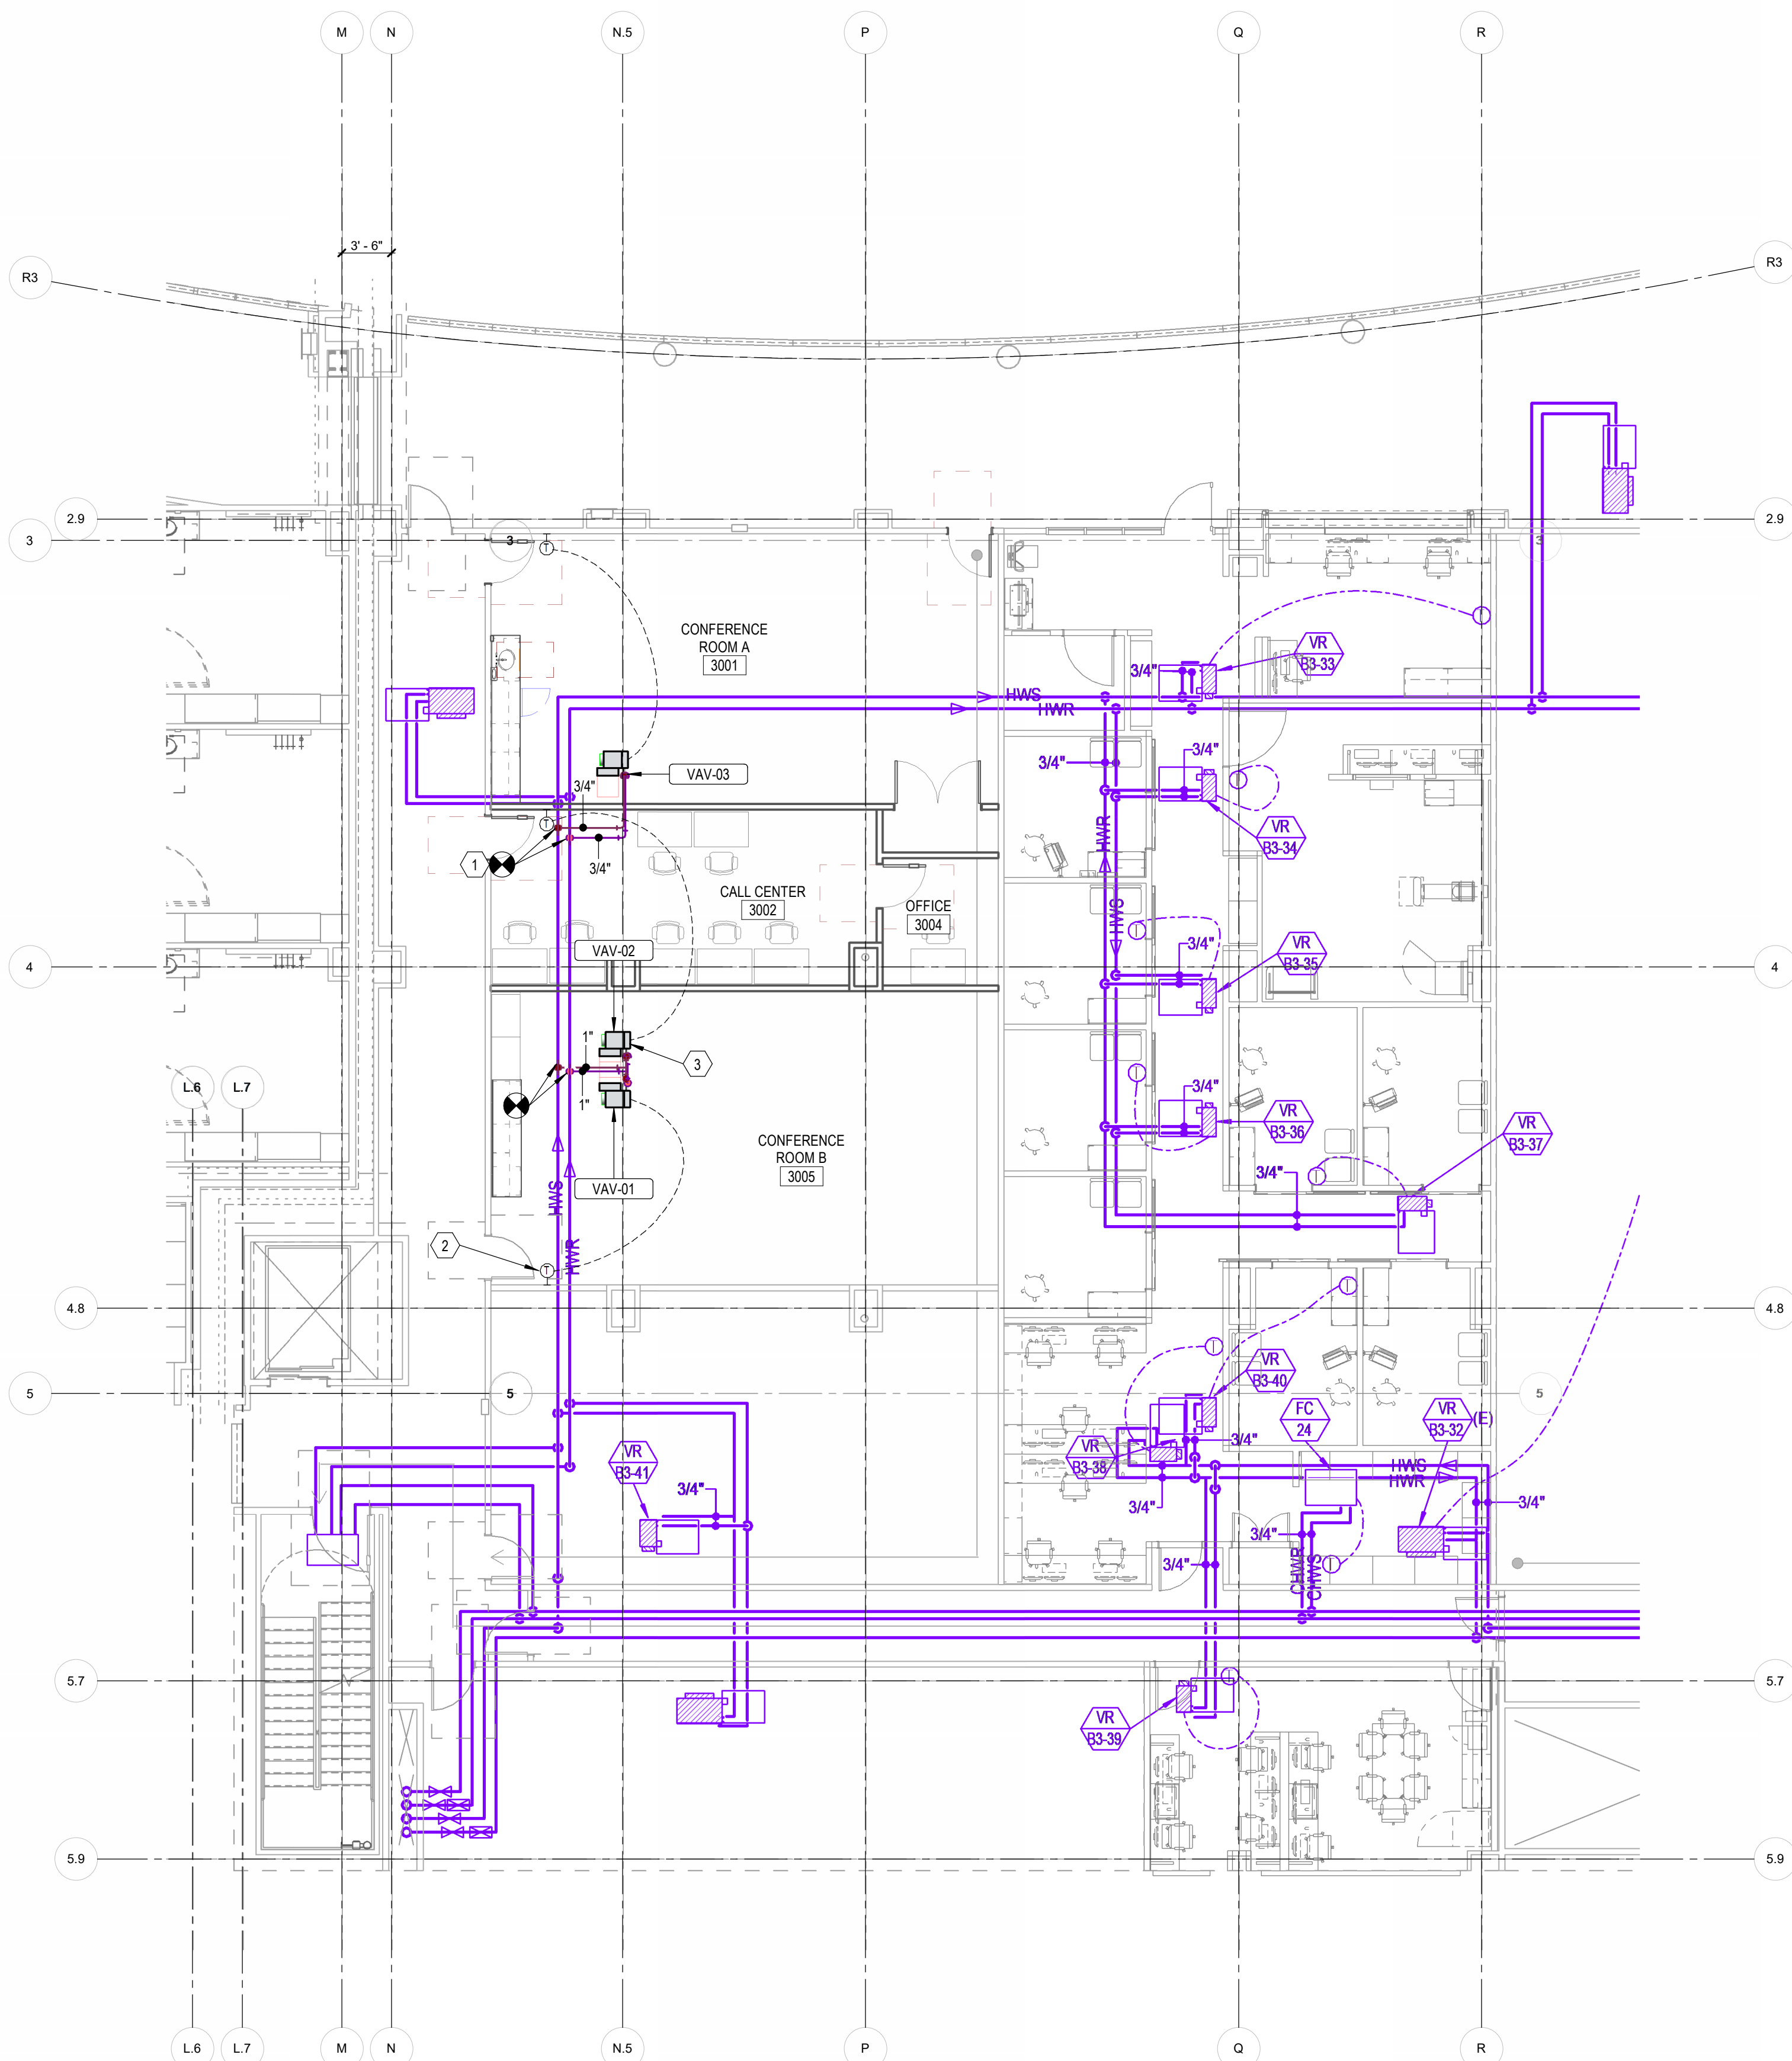 M
N
N.5
P
Q
R
3' - 6"
R3
R3
2.9
2.9
3
3
3
CONFERENCE
ROOM A
3001
VR
B3-33
3/4"
HWS
HWR
VAV-03
3/4"
3/4"
3/4"
1
3/4"
HWR
VR
B3-34
CALL CENTER
3002
OFFICE
3004
HWS
VAV-02
3/4"
VR
B3-35
4
4
1"
3
1"
L.6
L.7
3/4"
VR
B3-36
VR
B3-37
CONFERENCE
ROOM B
3005
3/4"
VAV-01
HWS
HWR
2
T
T
T
4.8
4.8
VR
B3-40
5
5
5
FC
24
VR
B3-32
(E)
VR
B3-41
VR
B3-38
3/4"
HWS
HWR
3/4"
3/4"
3/4"
3/4"
3/4"
CHWR
CHWS
5.7
5.7
VR
B3-39
5.9
5.9
L.6
L.7
M
N
N.5
P
Q
R